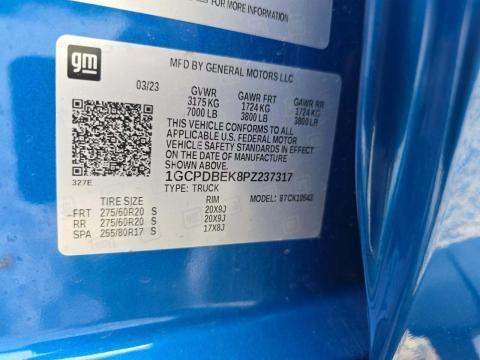 FOR MORE INFORMATION
gm
MFD BY GENERAL MOTORS LLC
03/23 GVWR GAWR FRT GAWR RR
3175 KG 1724 KG 1724 KG
7000 LB 3800 LB 3800 LB
THIS VEHICLE CONFORMS TO ALL
APPLICABLE U.S. FEDERAL MOTOR
VEHICLE SAFETY STANDARDS
IN EFFECT ON THE
DATE OF MANUFACTURE
SHOWN ABOVE.
1GCPDBEK8PZ237317
327E TYPE: TRUCK
MODEL: 8TCK10543
TIRE SIZE RIM
FRT 275/60R20 S 20X9J
RR 275/60R20 S 20X9J
SPA 255/80R17 S 17X8J